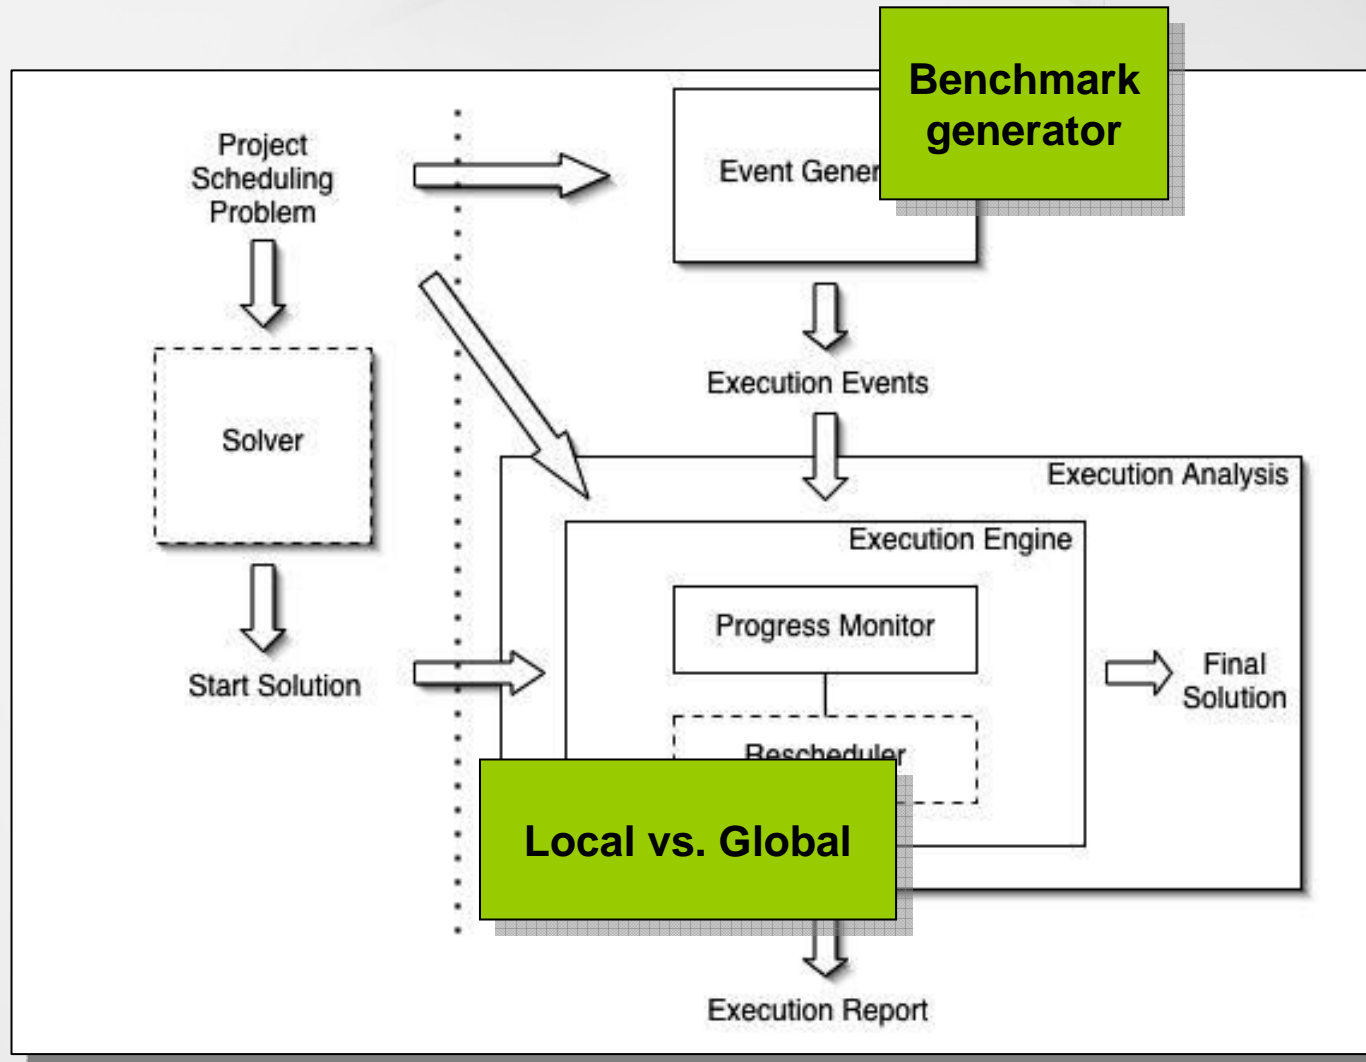 Benchmark
generator
Project
Scheduling
Problem
Event Gener
Execution Events
Solver
Execution Analysis
Execution Engine
Progress Monitor
Start Solution
Final
Solution
Rescheduler
Local vs. Global
Execution Report